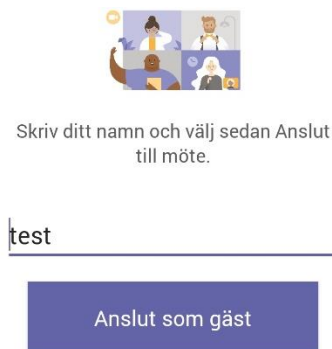 Skriv ditt namn och välj sedan Anslut
till möte.
test
Anslut som gäst